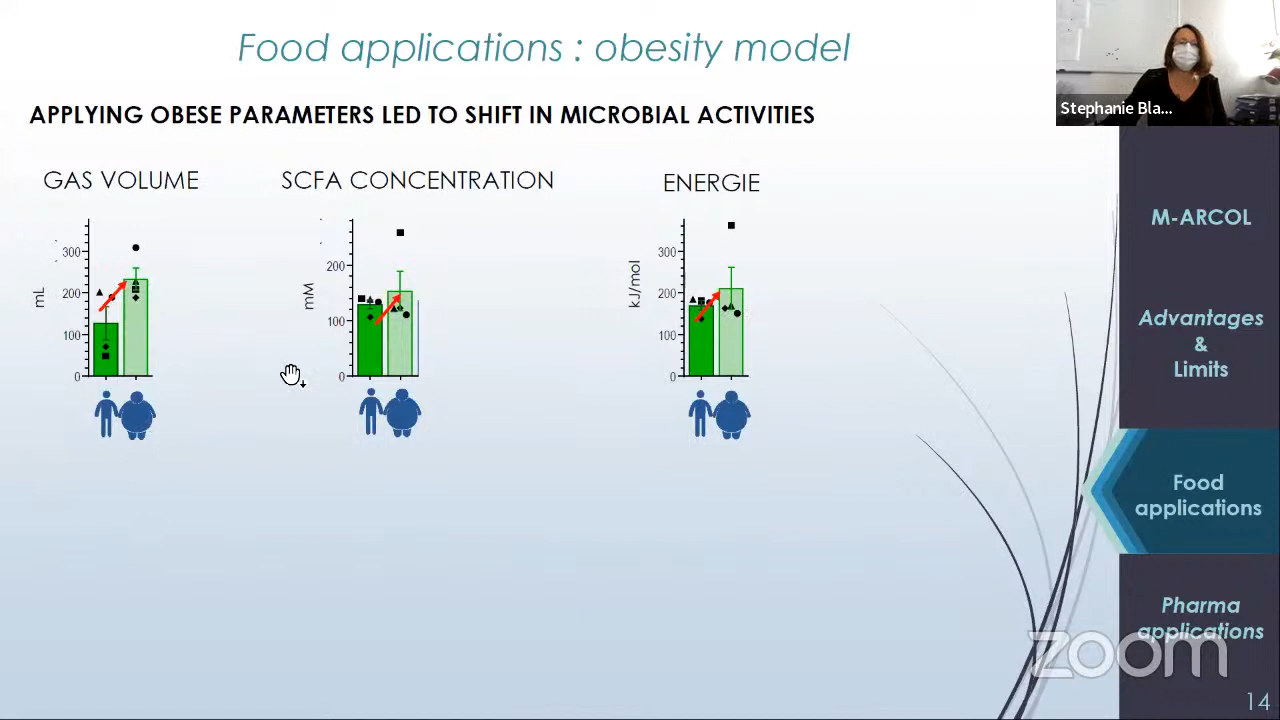 Food applications : obesity model
Stephanie Bla...
APPLYING OBESE PARAMETERS LED TO SHIFT IN MICROBIAL ACTIVITIES
GAS VOLUME
SCFA CONCENTRATION
ENERGIE
mL
300
200
100
0
mM
200
100
0
kJ/mol
300
200
100
0
M-ARCOL
Advantages
&
Limits
Food
applications
Pharma
applications
zoom
14